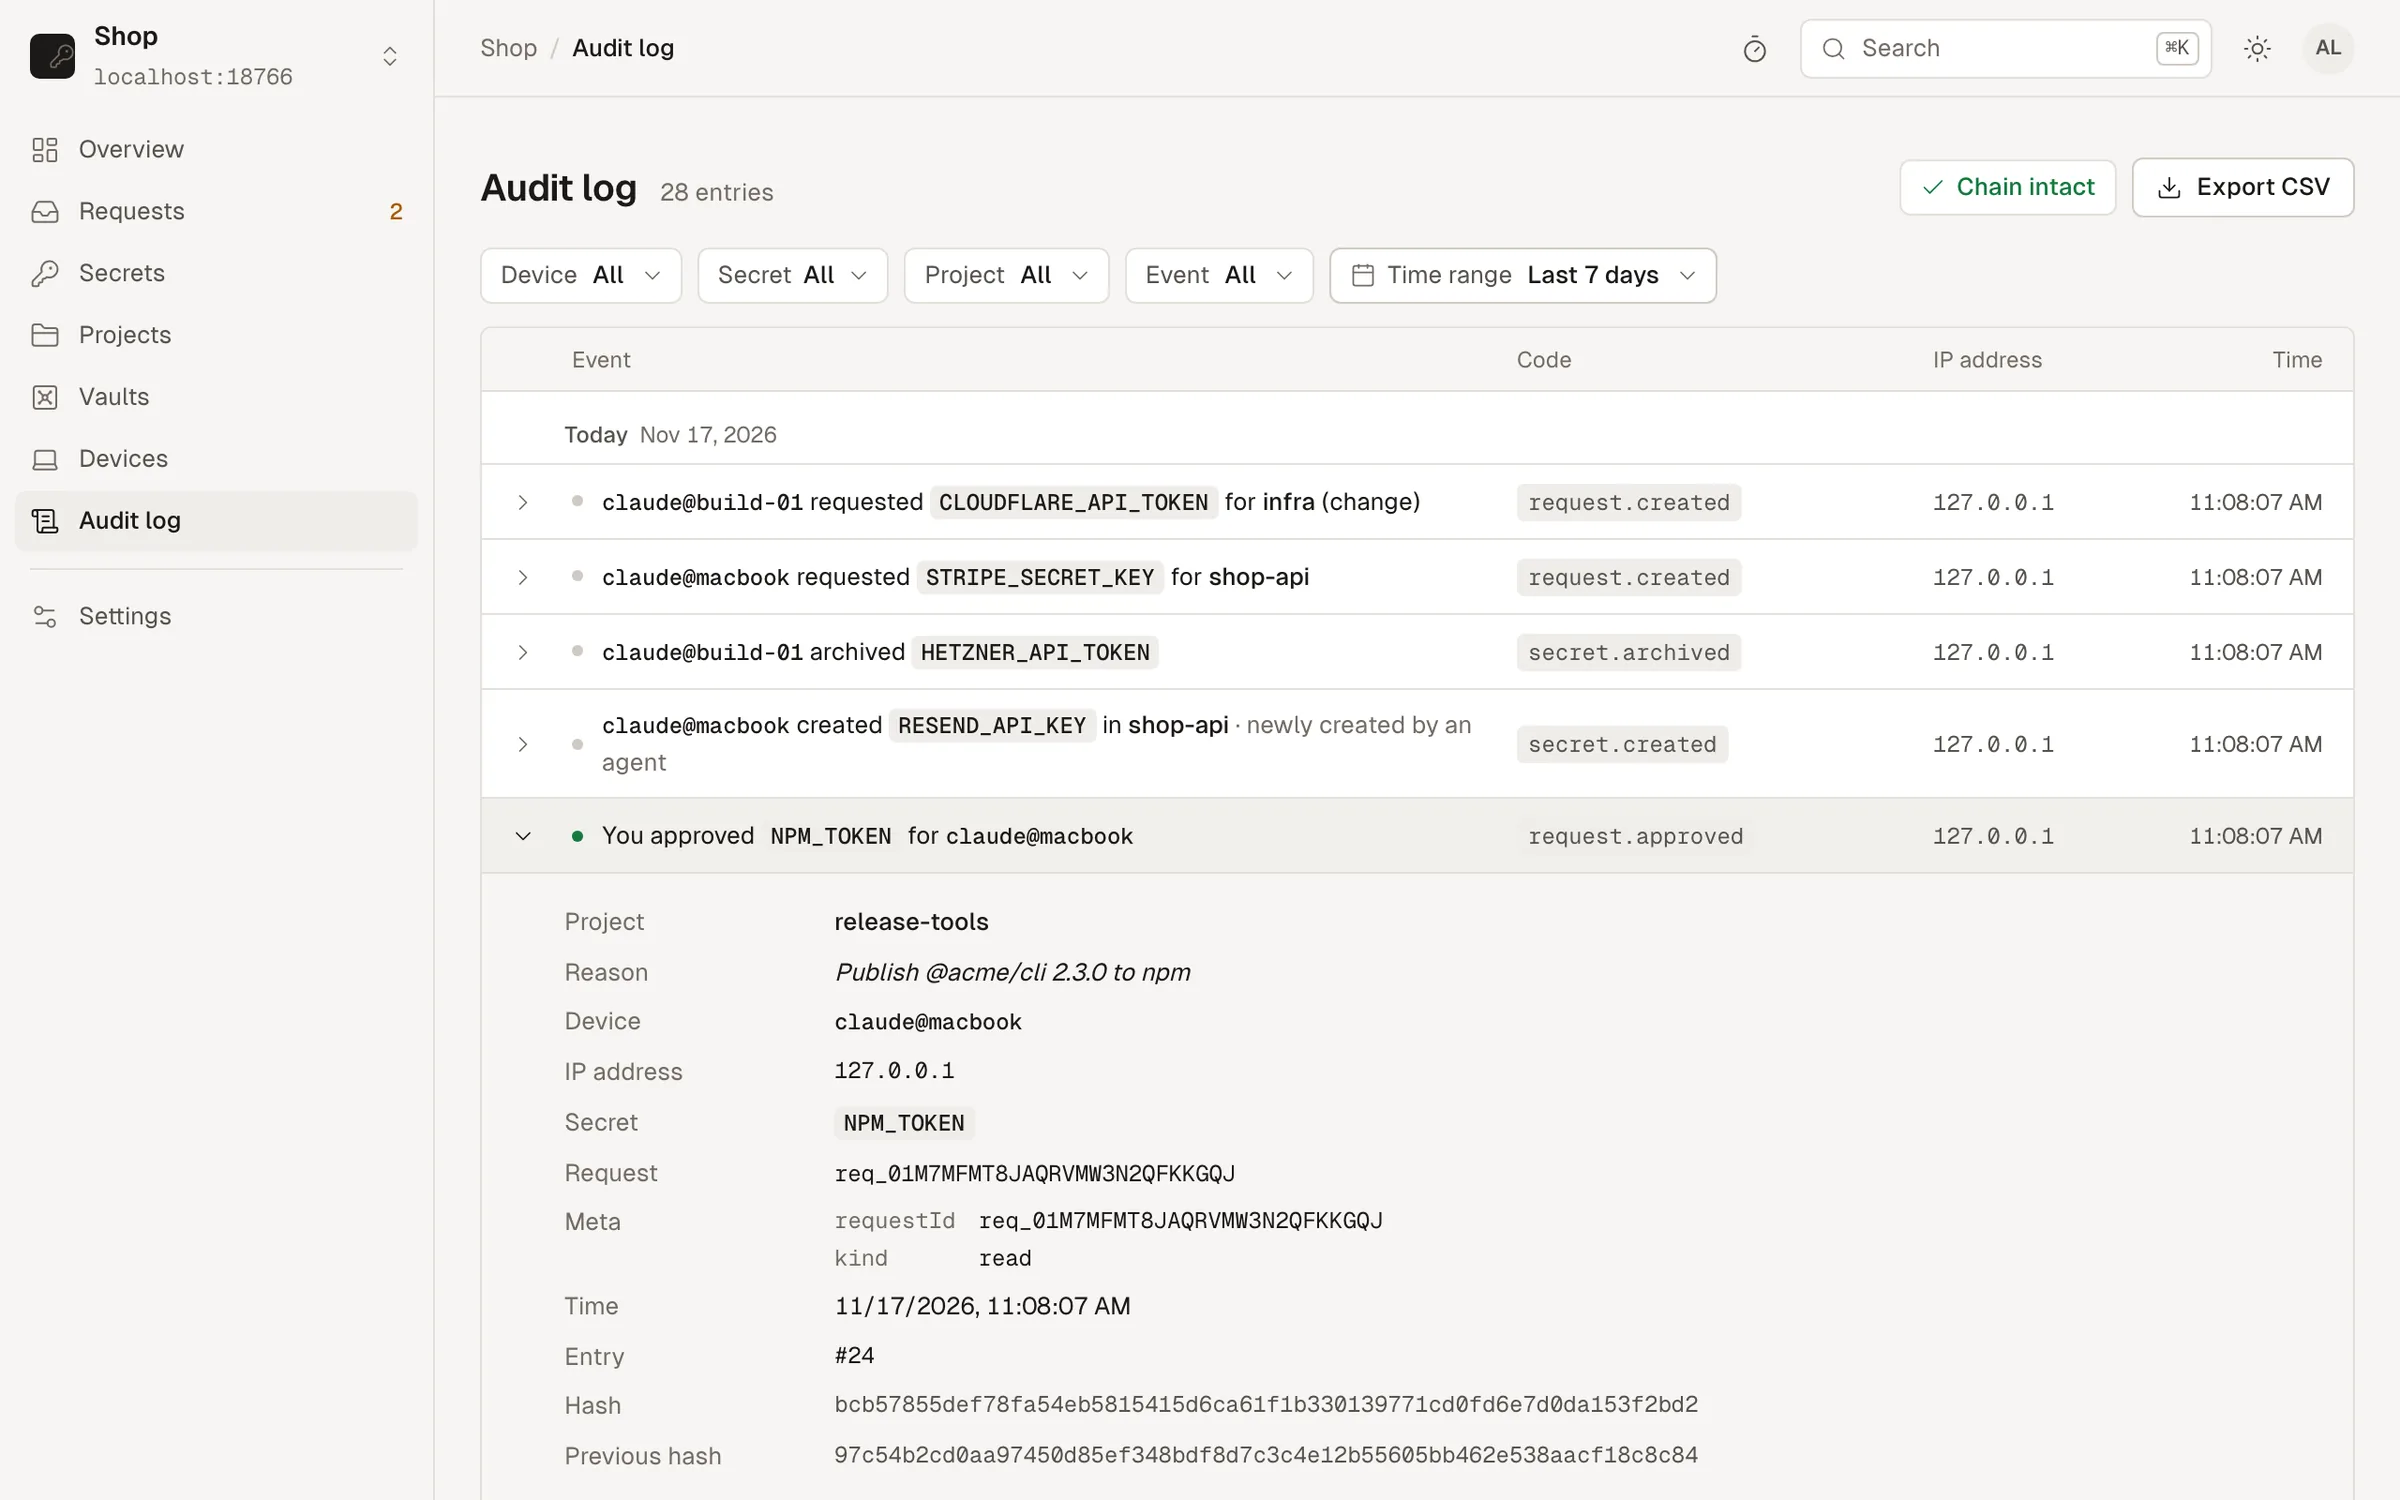 Shop
localhost:18766
Overview
Requests 2
Secrets
Projects
Vaults
Devices
Audit log
Settings
Shop / Audit log
Search ⌘K
AL
Audit log 28 entries
Chain intact
Export CSV
Device All
Secret All
Project All
Event All
Time range Last 7 days
Event Code IP address Time
Today Nov 17, 2026
claude@build-01 requested CLOUDFLARE_API_TOKEN for infra (change) request.created 127.0.0.1 11:08:07 AM
claude@macbook requested STRIPE_SECRET_KEY for shop-api request.created 127.0.0.1 11:08:07 AM
claude@build-01 archived HETZNER_API_TOKEN secret.archived 127.0.0.1 11:08:07 AM
claude@macbook created RESEND_API_KEY in shop-api · newly created by an
agent secret.created 127.0.0.1 11:08:07 AM
You approved NPM_TOKEN for claude@macbook request.approved 127.0.0.1 11:08:07 AM
Project release-tools
Reason Publish @acme/cli 2.3.0 to npm
Device claude@macbook
IP address 127.0.0.1
Secret NPM_TOKEN
Request req_01M7MFMT8JAQRVMW3N2QFKKGQJ
Meta requestId req_01M7MFMT8JAQRVMW3N2QFKKGQJ
kind read
Time 11/17/2026, 11:08:07 AM
Entry #24
Hash bcb57855def78fa54eb5815415d6ca61f1b330139771cd0fd6e7d0da153f2bd2
Previous hash 97c54b2cd0aa97450d85ef348bdf8d7c3c4e12b55605bb462e538aacf18c8c84